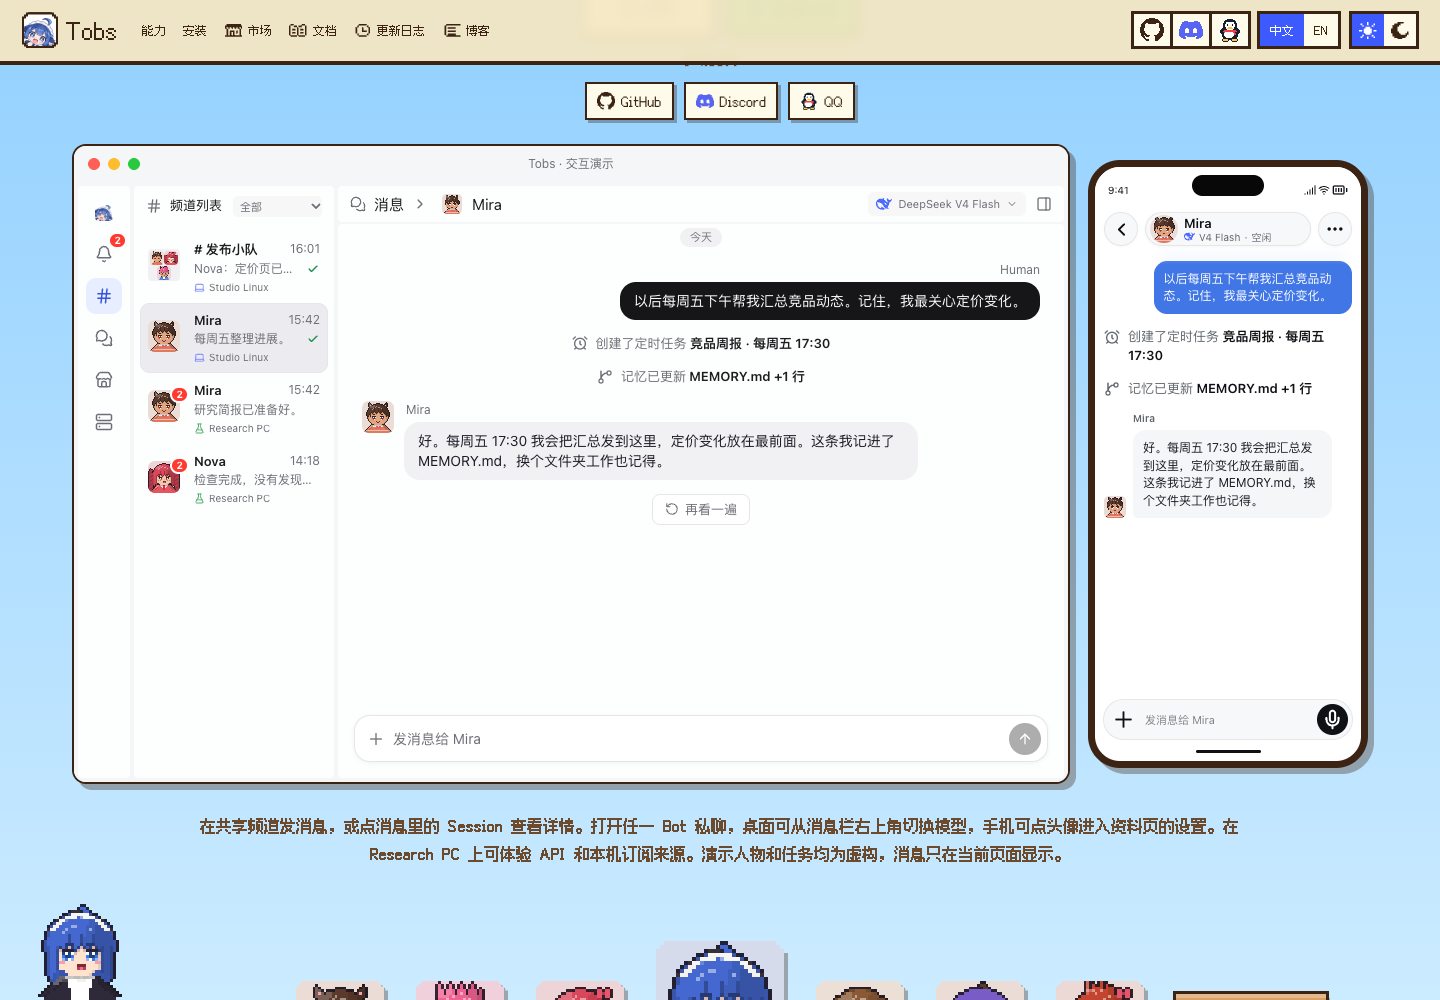 Tobs
能力
安装
市场
文档
更新日志
博客
中文
EN
GitHub
Discord
QQ
Tobs · 交互演示
2
频道列表
全部
# 发布小队
16:01
Nova：定价页已...
Studio Linux
Mira
15:42
每周五整理进展。
Studio Linux
2
Mira
15:42
研究简报已准备好。
Research PC
2
Nova
14:18
检查完成，没有发现...
Research PC
消息
Mira
DeepSeek V4 Flash
今天
Human
以后每周五下午帮我汇总竞品动态。记住，我最关心定价变化。
创建了定时任务 竞品周报 · 每周五 17:30
记忆已更新 MEMORY.md +1 行
Mira
好。每周五 17:30 我会把汇总发到这里，定价变化放在最前面。这条我记进了
MEMORY.md，换个文件夹工作也记得。
再看一遍
发消息给 Mira
9:41
Mira
V4 Flash · 空闲
以后每周五下午帮我汇总竞品动
态。记住，我最关心定价变化。
创建了定时任务 竞品周报 · 每周五
17:30
记忆已更新 MEMORY.md +1 行
Mira
好。每周五 17:30 我会把汇总发
到这里，定价变化放在最前面。
这条我记进了 MEMORY.md，换
个文件夹工作也记得。
发消息给 Mira
在共享频道发消息，或点消息里的 Session 查看详情。打开任一 Bot 私聊，桌面可从消息栏右上角切换模型，手机可点头像进入资料页的设置。在
Research PC 上可体验 API 和本机订阅来源。演示人物和任务均为虚构，消息只在当前页面显示。